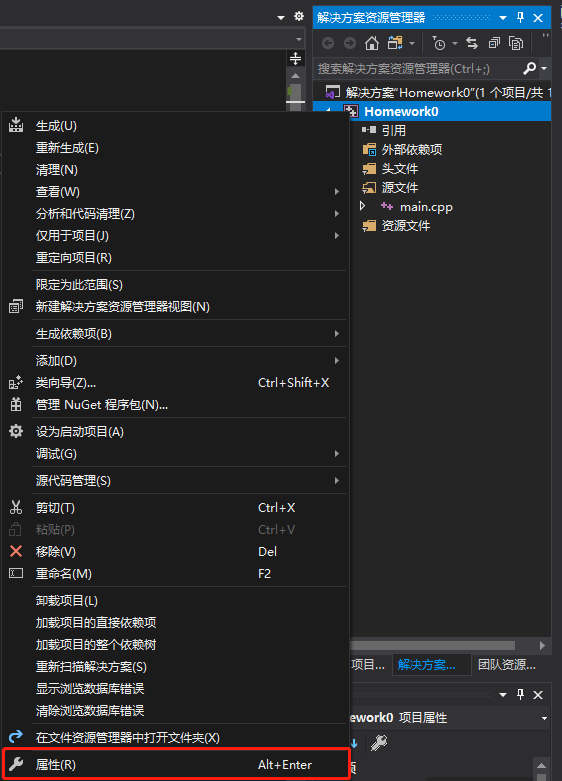 解决方案资源管理器
搜索解决方案资源管理器(Ctrl+;)
解决方案"Homework0"(1 个项目/共 1
Homework0
引用
外部依赖项
头文件
源文件
main.cpp
资源文件
生成(U)
重新生成(E)
清理(N)
查看(W)
分析和代码清理(Z)
仅用于项目(J)
重定向项目(R)
限定为此范围(S)
新建解决方案资源管理器视图(N)
生成依赖项(B)
添加(D)
类向导(Z)... Ctrl+Shift+X
管理 NuGet 程序包(N)...
设为启动项目(A)
调试(G)
源代码管理(S)
剪切(T) Ctrl+X
粘贴(P) Ctrl+V
移除(V) Del
重命名(M) F2
卸载项目(L)
加载项目的直接依赖项
加载项目的整个依赖树
重新扫描解决方案(S)
显示浏览数据库错误
清除浏览数据库错误
在文件资源管理器中打开文件夹(X)
属性(R) Alt+Enter
项目... 解决方案... 团队资源...
ework0 项目属性